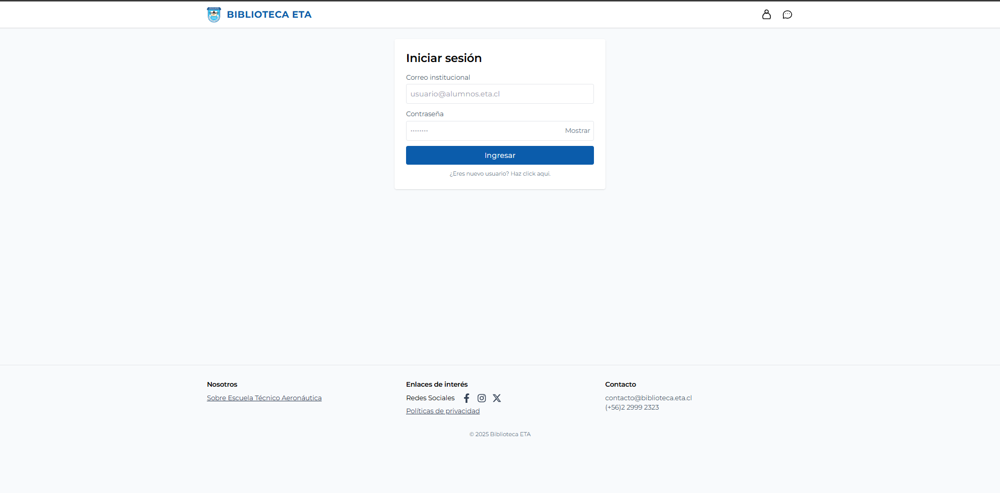 BIBLIOTECA ETA
Iniciar sesión
Correo institucional
usuario@alumnos.eta.cl
Contraseña
········ Mostrar
Ingresar
¿Eres nuevo usuario? Haz click aqui.
Nosotros
Sobre Escuela Técnico Aeronáutica
Enlaces de interés
Redes Sociales
Políticas de privacidad
Contacto
contacto@biblioteca.eta.cl
(+56)2 2999 2323
© 2025 Biblioteca ETA